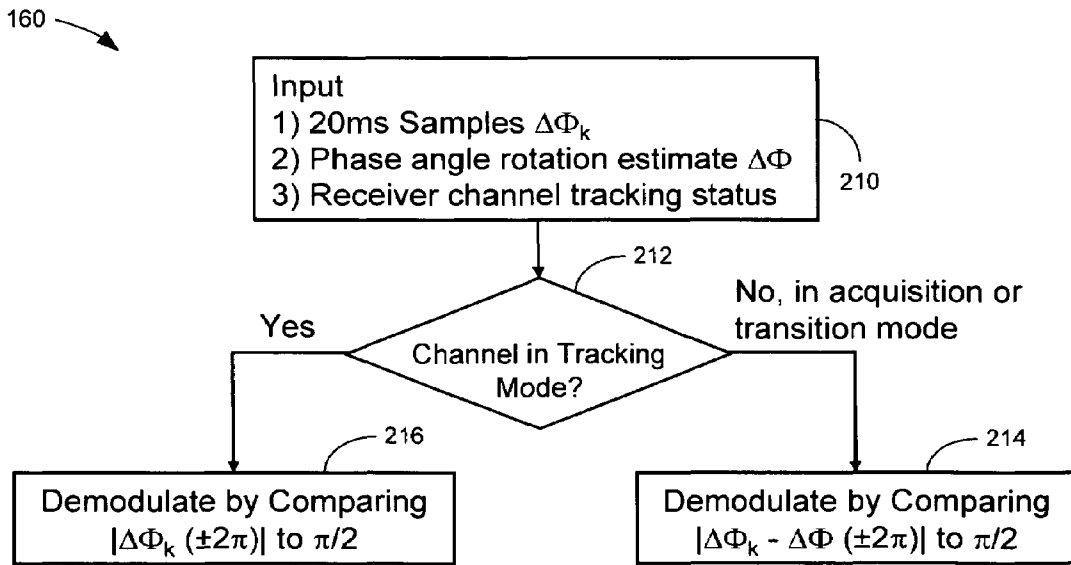 160
Input
1) 20ms Samples ΔΦk
2) Phase angle rotation estimate ΔΦ
3) Receiver channel tracking status
210
212
No, in acquisition or
transition mode
Yes
Channel in Tracking
Mode?
216
214
Demodulate by Comparing
|ΔΦk (±2π)| to π/2
Demodulate by Comparing
|ΔΦk - ΔΦ (±2π)| to π/2